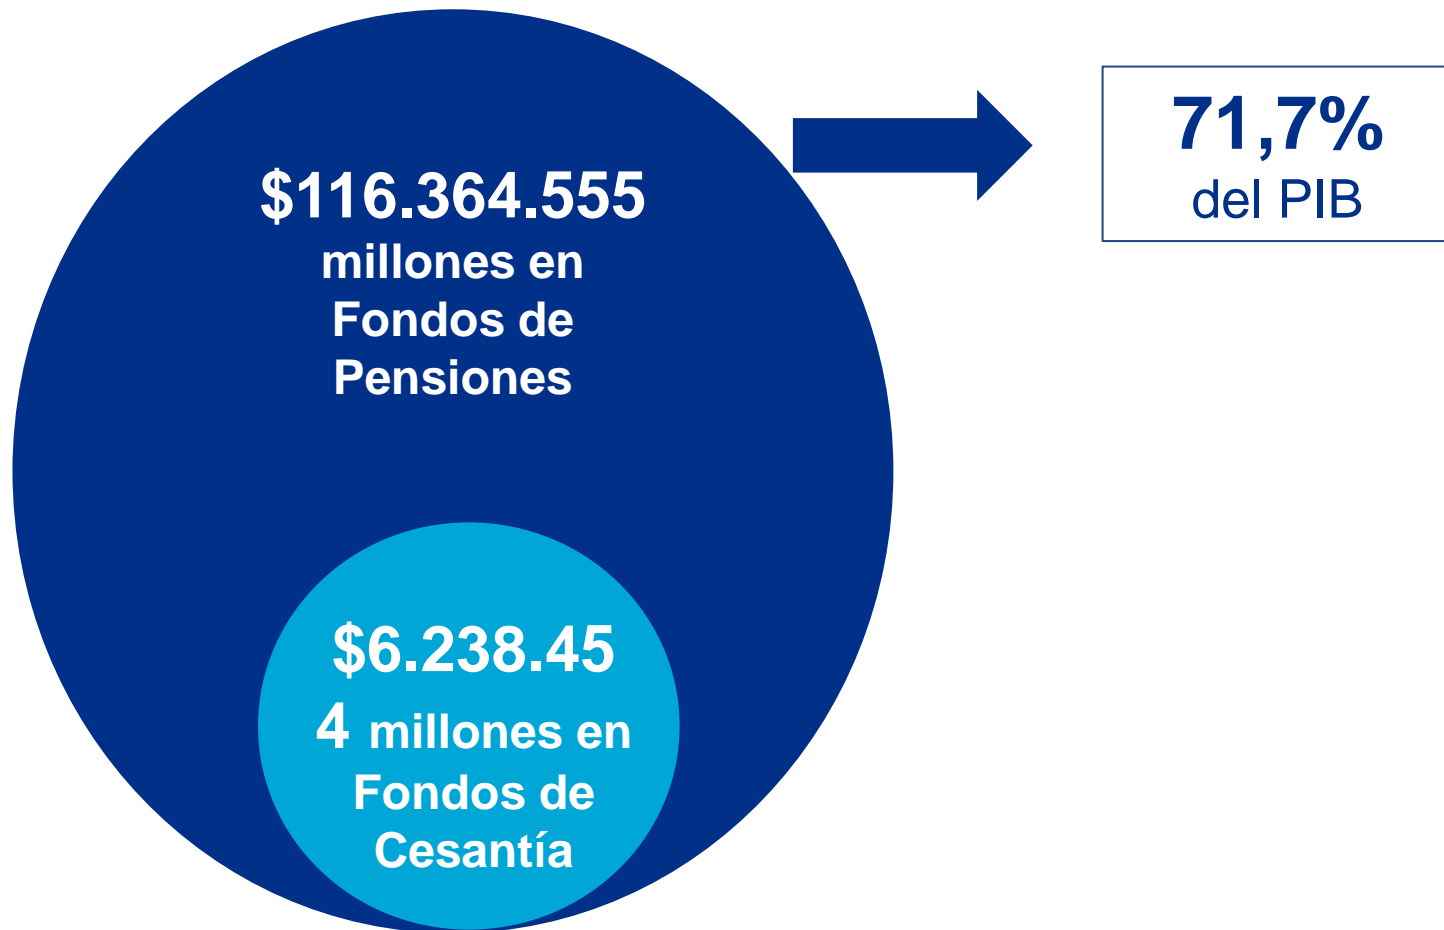 $116.364.555
millones en
Fondos de
Pensiones
71,7%
del PIB
$6.238.45
4 millones en
Fondos de
Cesantía